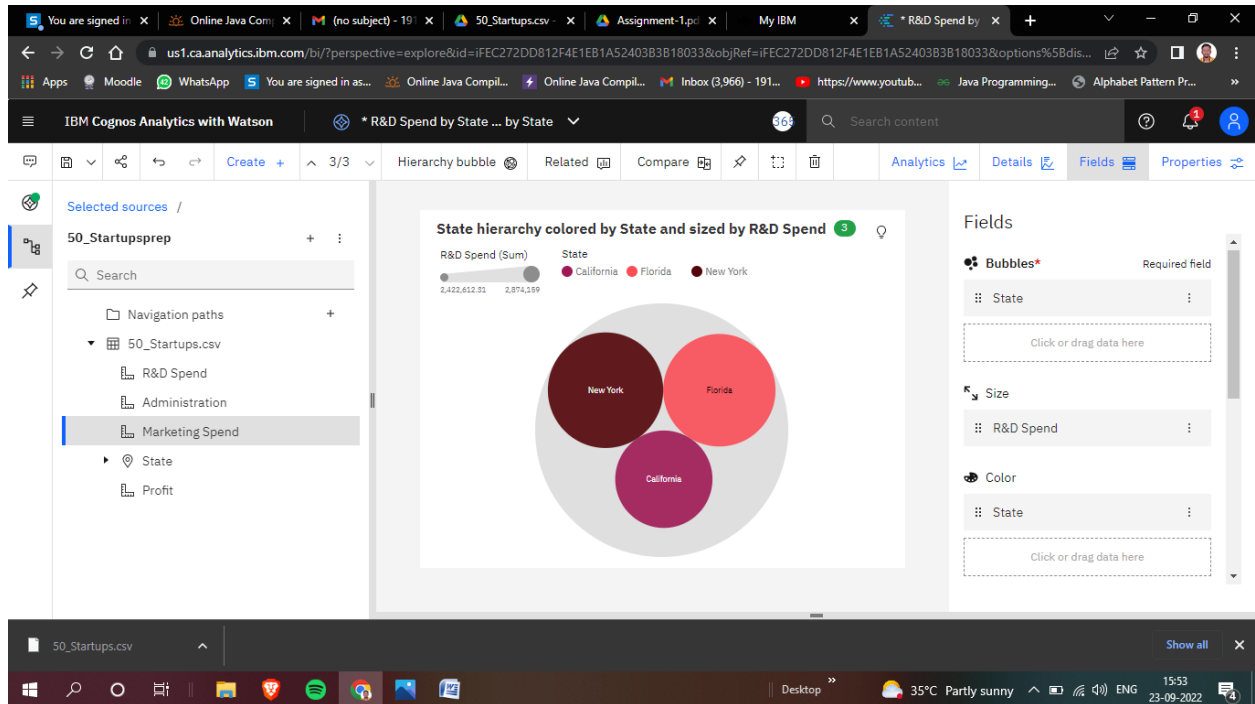 You are signed in
Online Java Comp
(no subject) - 191
50_Startups.csv -
Assignment-1.pd
My IBM
* R&D Spend by
us1.ca.analytics.ibm.com/bi/?perspective=explore&id=iFEC272DD812F4E1EB1A52403B3B18033&objRef=iFEC272DD812F4E1EB1A52403B3B18033&options%5Bdis...
Apps
Moodle
WhatsApp
You are signed in as...
Online Java Compil...
Online Java Compil...
Inbox (3,966) - 191...
https://www.youtub...
Java Programming...
Alphabet Pattern Pr...
»
IBM Cognos Analytics with Watson
* R&D Spend by State ... by State
365
Search content
1
Create +
3/3
Hierarchy bubble
Related
Compare
Analytics
Details
Fields
Properties
Selected sources /
50_Startupsprep
Search
Navigation paths
50_Startups.csv
R&D Spend
Administration
Marketing Spend
State
Profit
State hierarchy colored by State and sized by R&D Spend 3
R&D Spend (Sum)
2,422,612.31 2,874,159
State
California Florida New York
New York
Florida
California
Fields
Bubbles* Required field
State
Click or drag data here
Size
R&D Spend
Color
State
Click or drag data here
50_Startups.csv
Show all
Desktop »
35°C Partly sunny
ENG
15:53
23-09-2022
4